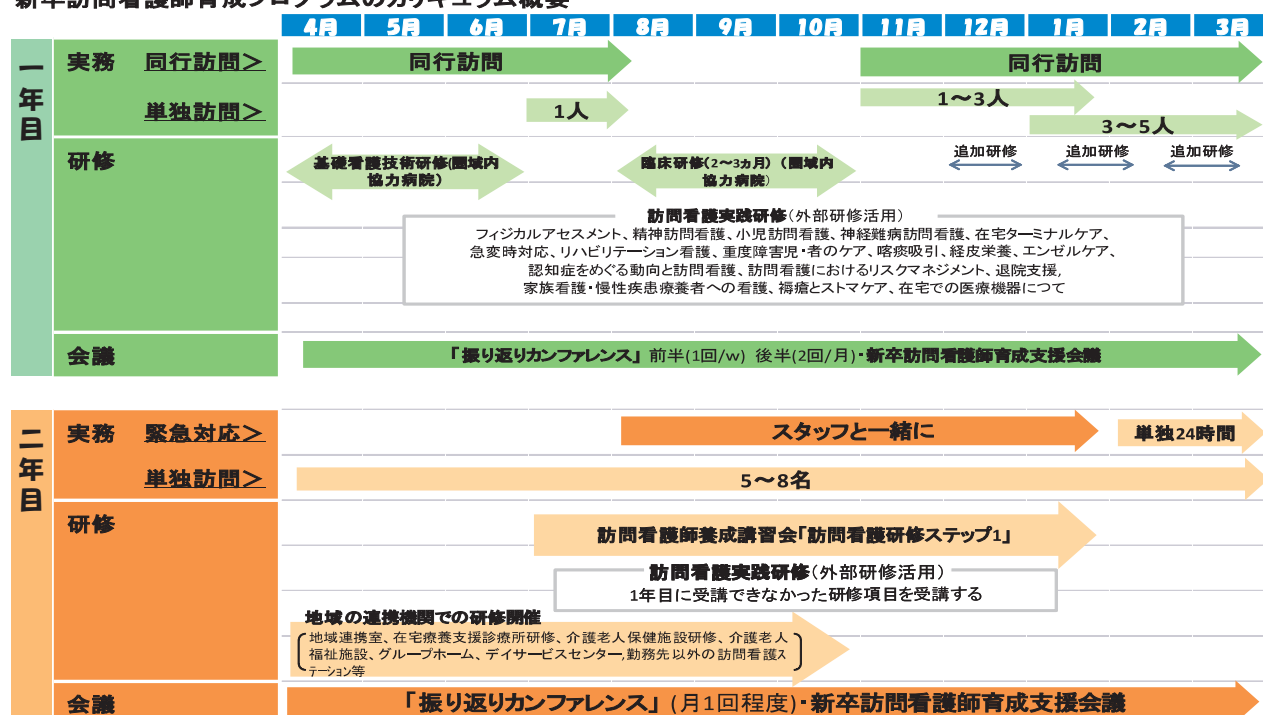 新卒訪問看護師育成プログラムのカリキュラム概要
4月 5月 6月 7月 8月 9月 10月 11月 12月 1月 2月 3月
一年目
実務 同行訪問>
同行訪問
同行訪問
単独訪問>
1人
1～3人
3～5人
研修
基礎看護技術研修(圏域内
協力病院)
臨床研修(2～3ヵ月) (圏域内
協力病院)
追加研修
追加研修
追加研修
訪問看護実践研修(外部研修活用)
フィジカルアセスメント、精神訪問看護、小児訪問看護、神経難病訪問看護、在宅ターミナルケア、
急変時対応、リハビリテーション看護、重度障害児・者のケア、喀痰吸引、経皮栄養、エンゼルケア、
認知症をめぐる動向と訪問看護、訪問看護におけるリスクマネジメント、退院支援,
家族看護・慢性疾患療養者への看護、褥瘡とストマケア、在宅での医療機器につて
会議
「振り返りカンファレンス」 前半(1回/w) 後半(2回/月)・新卒訪問看護師育成支援会議
二年目
実務 緊急対応>
スタッフと一緒に
単独24時間
単独訪問>
5～8名
研修
訪問看護師養成講習会「訪問看護研修ステップ1」
訪問看護実践研修(外部研修活用)
1年目に受講できなかった研修項目を受講する
地域の連携機関での研修開催
地域連携室、在宅療養支援診療所研修、介護老人保健施設研修、介護老人
福祉施設、グループホーム、デイサービスセンター,勤務先以外の訪問看護ス
テーション等
会議
「振り返りカンファレンス」 (月1回程度)・新卒訪問看護師育成支援会議